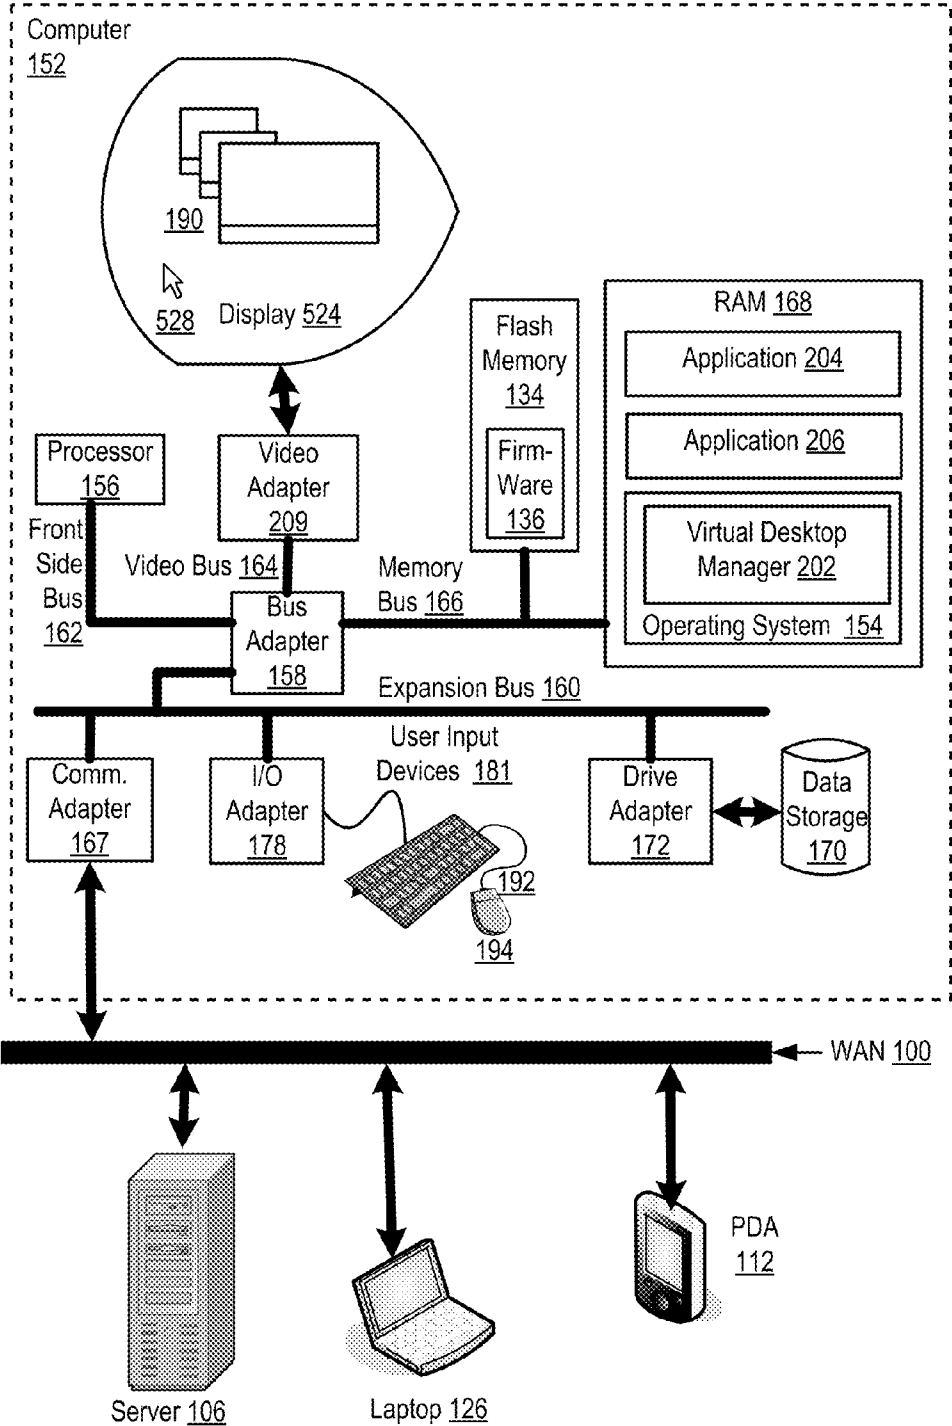 Computer
152
190
528
Display 524
Flash
Memory
134
Firm-
Ware
136
RAM 168
Application 204
Application 206
Virtual Desktop
Manager 202
Operating System 154
Processor
156
Video
Adapter
209
Front
Side
Bus
162
Video Bus 164
Memory
Bus 166
Bus
Adapter
158
Expansion Bus 160
Comm.
Adapter
167
I/O
Adapter
178
User Input
Devices 181
192
194
Drive
Adapter
172
Data
Storage
170
WAN 100
Server 106
Laptop 126
PDA
112